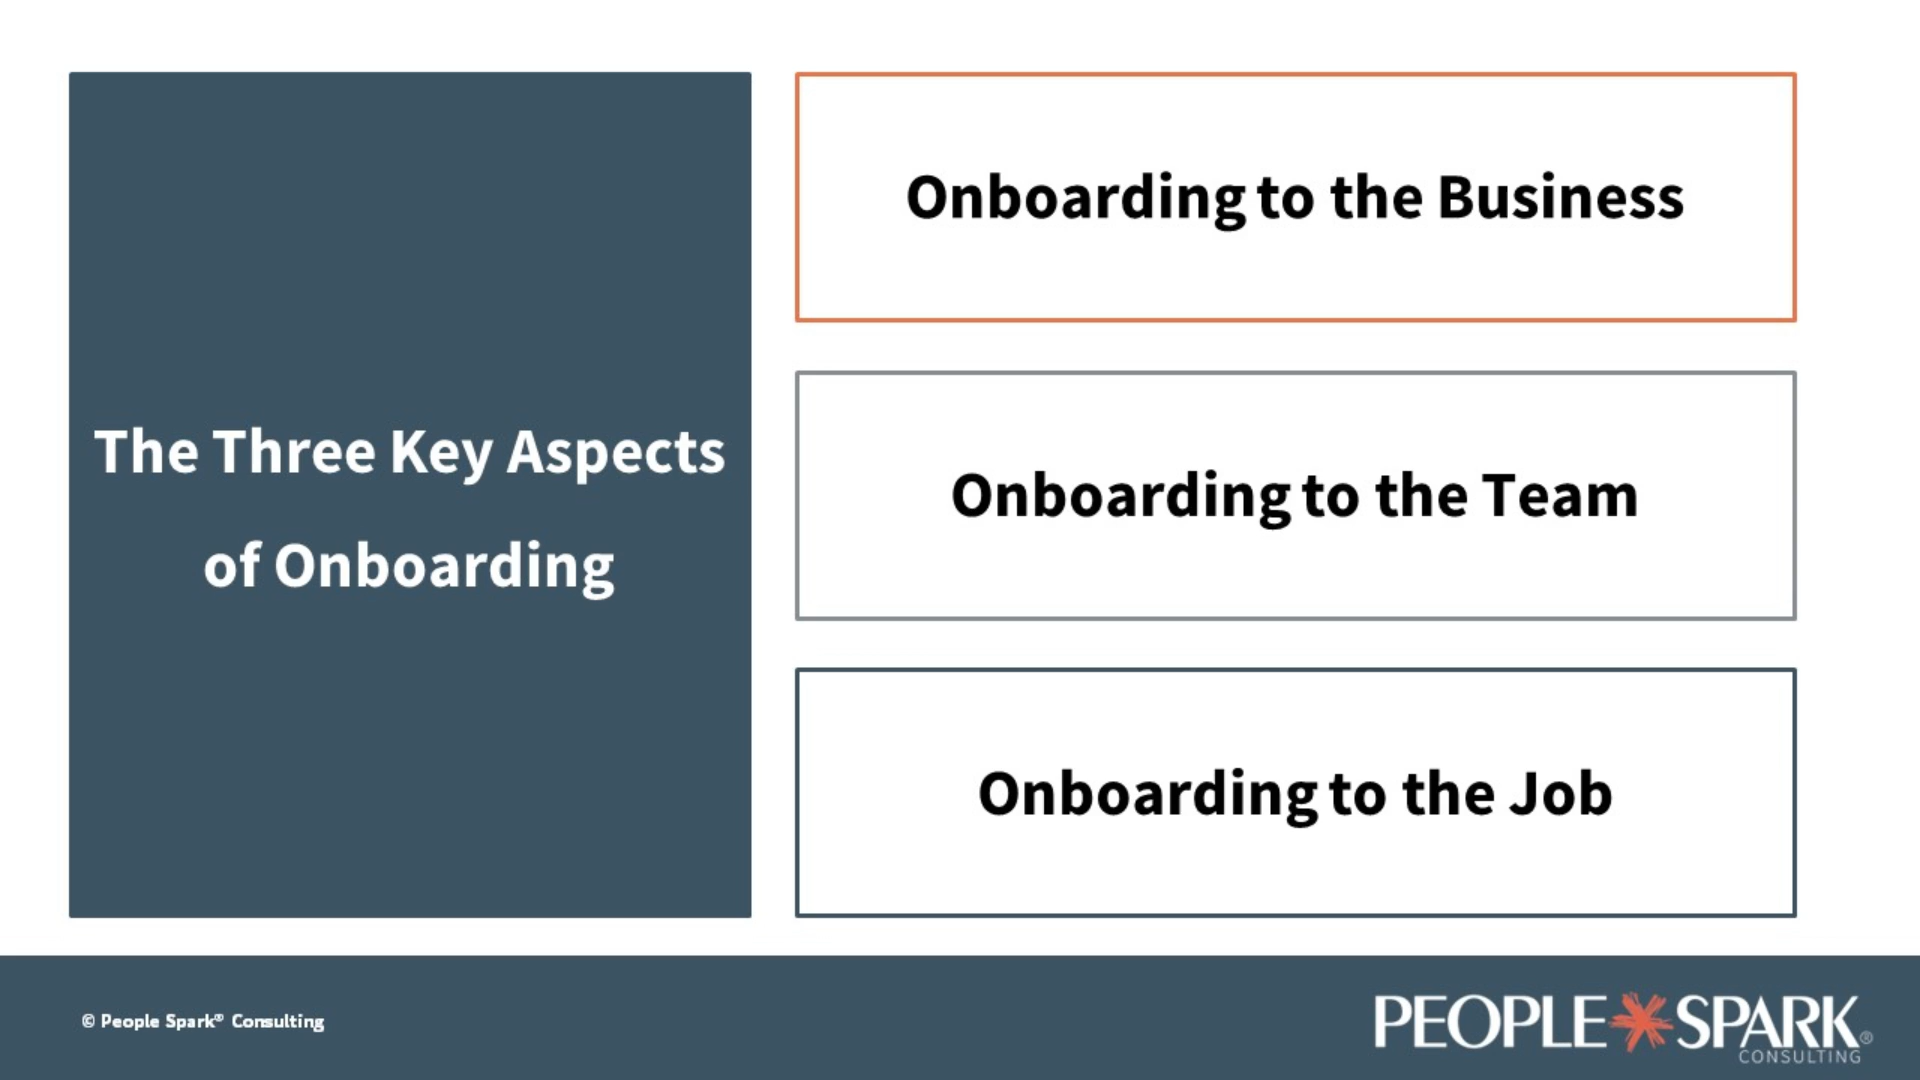 The Three Key Aspects
of Onboarding
Onboarding to the Business
Onboarding to the Team
Onboarding to the Job
© People Spark® Consulting
PEOPLE SPARK®
CONSULTING